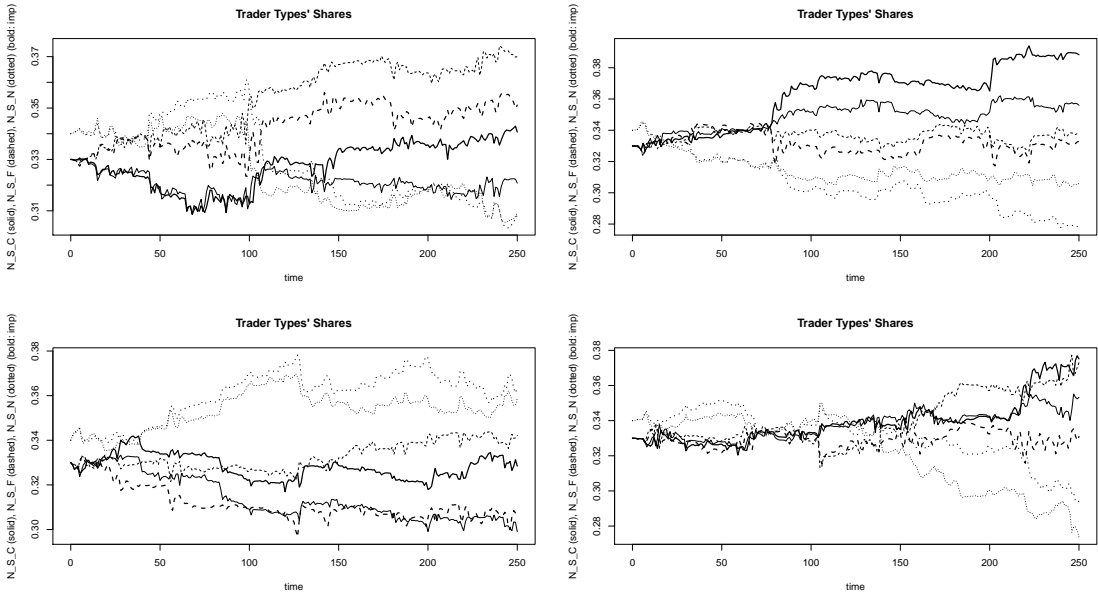 Trader Types' Shares
N_S_C (solid), N_S_F (dashed), N_S_N (dotted) (bold: imp)
0.37
0.35
0.33
0.31
0 50 100 150 200 250
time
Trader Types' Shares
N_S_C (solid), N_S_F (dashed), N_S_N (dotted) (bold: imp)
0.38
0.36
0.34
0.32
0.30
0.28
0 50 100 150 200 250
time
Trader Types' Shares
N_S_C (solid), N_S_F (dashed), N_S_N (dotted) (bold: imp)
0.38
0.36
0.34
0.32
0.30
0 50 100 150 200 250
time
Trader Types' Shares
N_S_C (solid), N_S_F (dashed), N_S_N (dotted) (bold: imp)
0.38
0.36
0.34
0.32
0.30
0.28
0 50 100 150 200 250
time